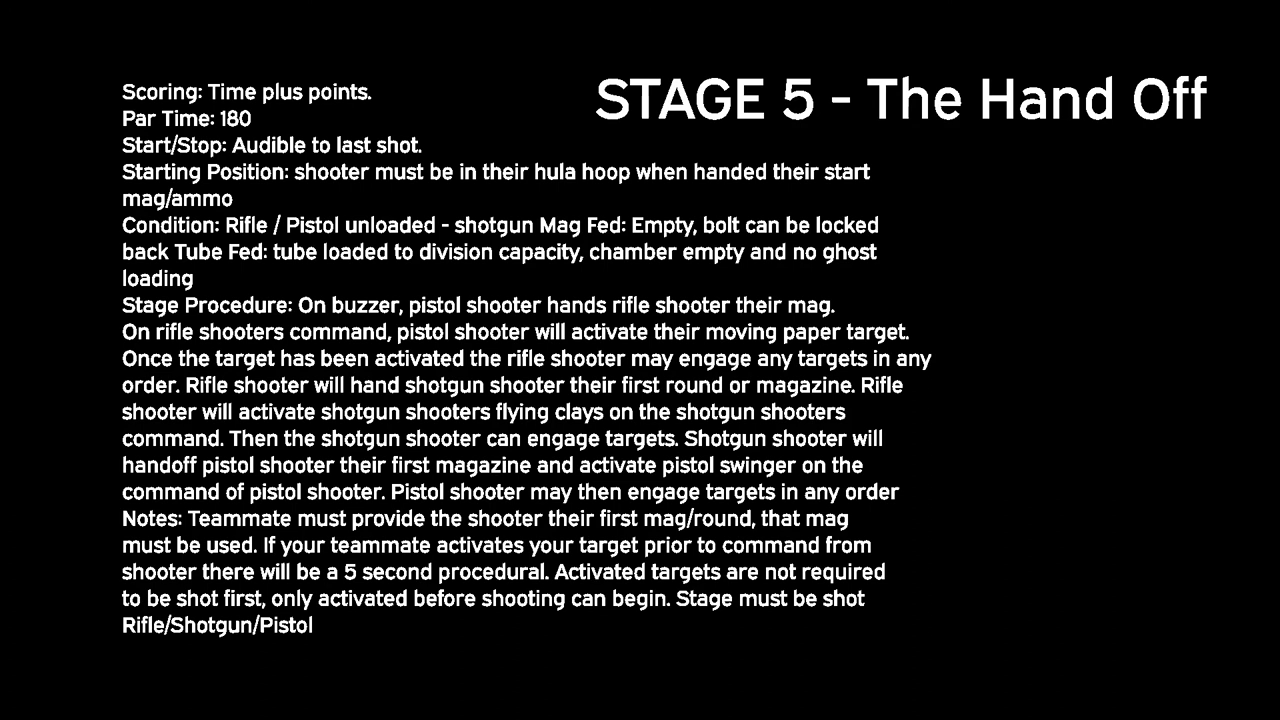 STAGE 5 - The Hand Off
Scoring: Time plus points.
Par Time: 180
Start/Stop: Audible to last shot.
Starting Position: shooter must be in their hula hoop when handed their start
mag/ammo
Condition: Rifle / Pistol unloaded - shotgun Mag Fed: Empty, bolt can be locked
back Tube Fed: tube loaded to division capacity, chamber empty and no ghost
loading
Stage Procedure: On buzzer, pistol shooter hands rifle shooter their mag.
On rifle shooters command, pistol shooter will activate their moving paper target.
Once the target has been activated the rifle shooter may engage any targets in any
order. Rifle shooter will hand shotgun shooter their first round or magazine. Rifle
shooter will activate shotgun shooters flying clays on the shotgun shooters
command. Then the shotgun shooter can engage targets. Shotgun shooter will
handoff pistol shooter their first magazine and activate pistol swinger on the
command of pistol shooter. Pistol shooter may then engage targets in any order
Notes: Teammate must provide the shooter their first mag/round, that mag
must be used. If your teammate activates your target prior to command from
shooter there will be a 5 second procedural. Activated targets are not required
to be shot first, only activated before shooting can begin. Stage must be shot
Rifle/Shotgun/Pistol